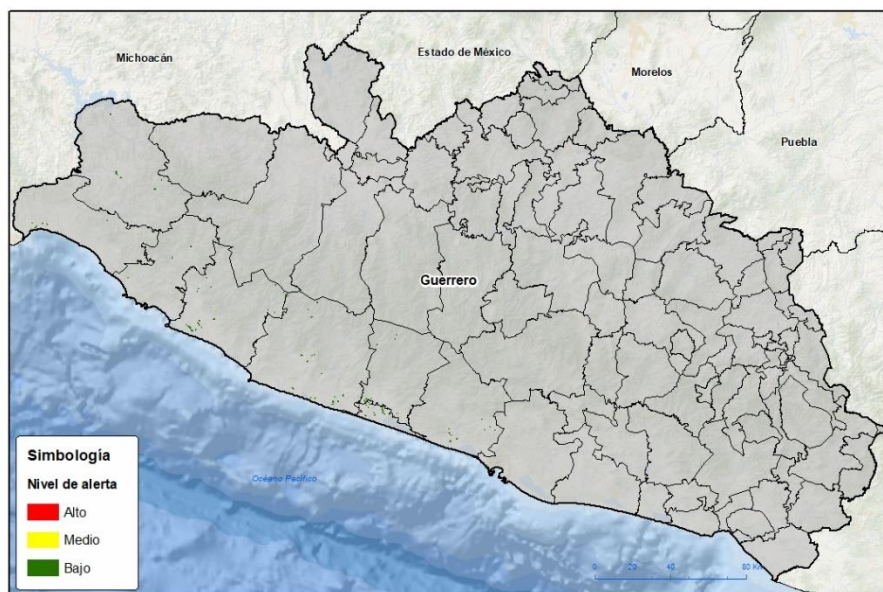 Michoacán
Estado de México
Morelos
Puebla
Guerrero
Océano Pacífico
Simbología
Nivel de alerta
Alto
Medio
Bajo
0 20 40 80 Km